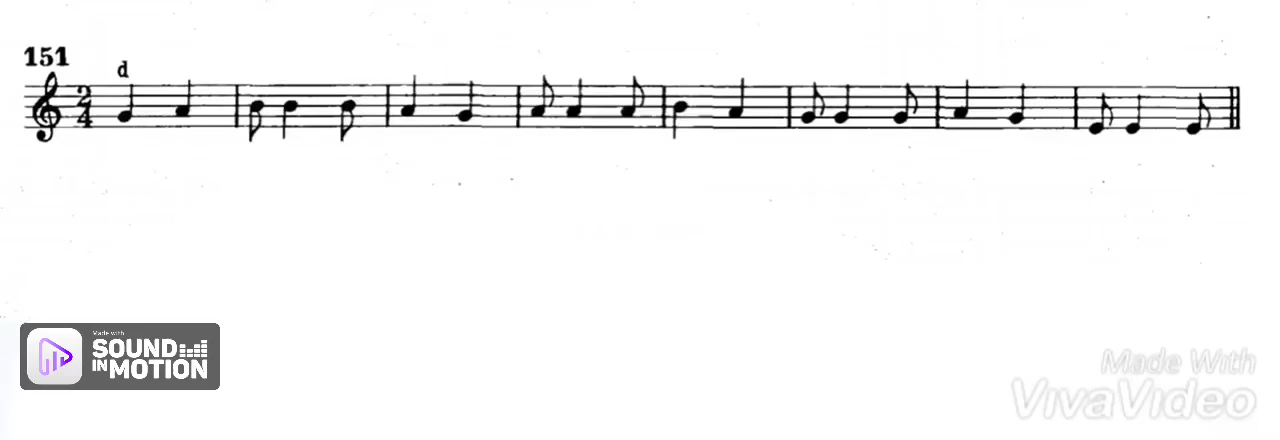 151
d
2
4
Made with
SOUND
IN MOTION
Made With
VivaVideo